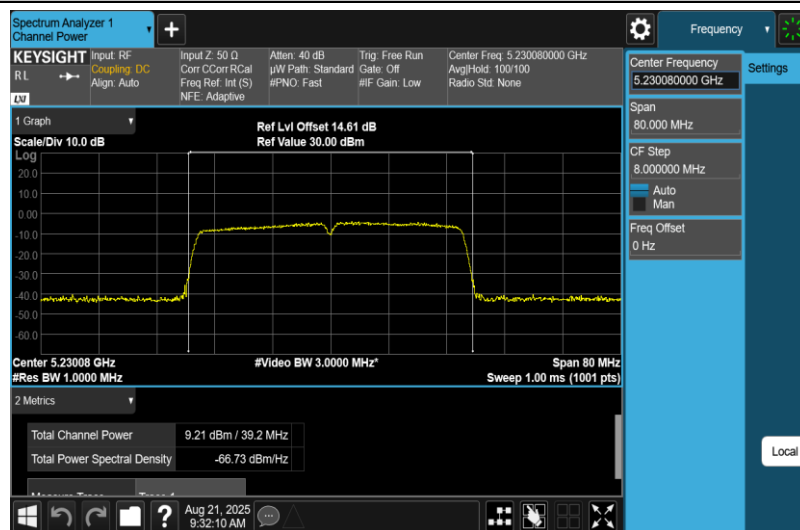 Spectrum Analyzer 1
Channel Power
Frequency
KEYSIGHT
RL
LXI
Input: RF
Coupling: DC
Align: Auto
Input Z: 50 Ω
Corr CCorr RCal
Freq Ref: Int (S)
NFE: Adaptive
Atten: 40 dB
µW Path: Standard
#PNO: Fast
Trig: Free Run
Gate: Off
#IF Gain: Low
Center Freq: 5.230080000 GHz
Avg|Hold: 100/100
Radio Std: None
Center Frequency
5.230080000 GHz
Settings
Span
80.000 MHz
CF Step
8.000000 MHz
Auto
Man
Freq Offset
0 Hz
1 Graph
Scale/Div 10.0 dB
Ref Lvl Offset 14.61 dB
Ref Value 30.00 dBm
Log
20.0
10.0
0.00
-10.0
-20.0
-30.0
-40.0
-50.0
-60.0
Center 5.23008 GHz
#Video BW 3.0000 MHz*
Span 80 MHz
#Res BW 1.0000 MHz
Sweep 1.00 ms (1001 pts)
2 Metrics
Total Channel Power 9.21 dBm / 39.2 MHz
Total Power Spectral Density -66.73 dBm/Hz
Local
?
Aug 21, 2025
9:32:10 AM